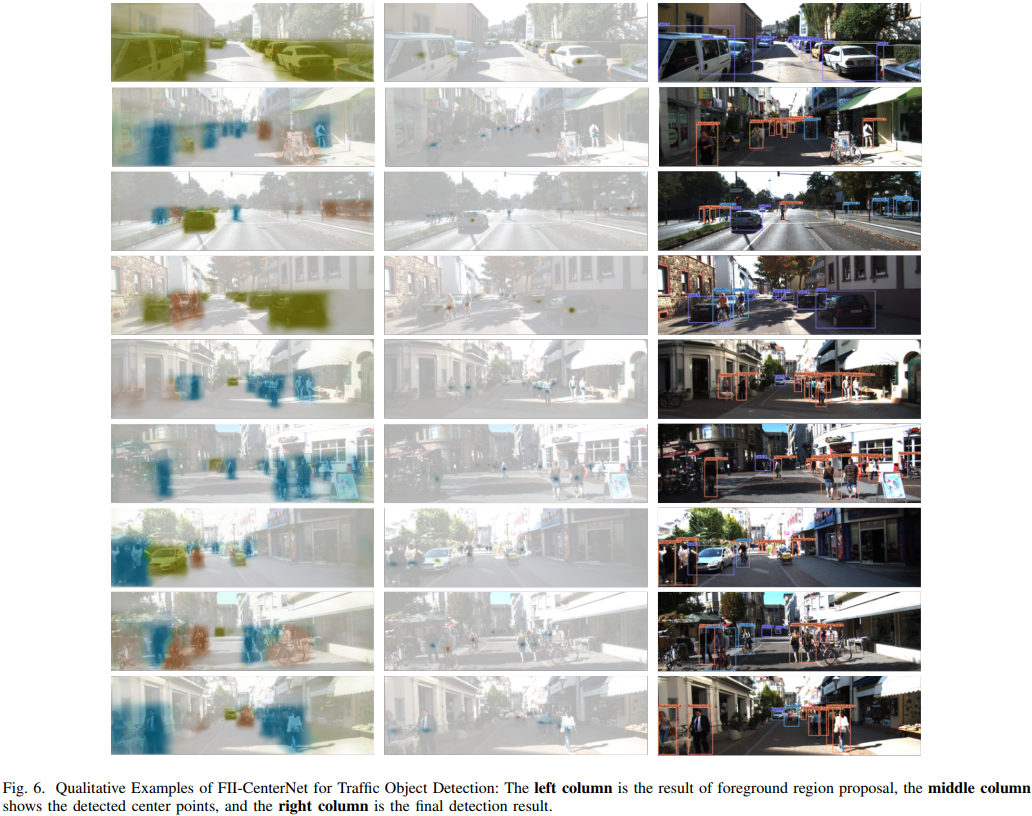 Fig. 6. Qualitative Examples of FII-CenterNet for Traffic Object Detection: The left column is the result of foreground region proposal, the middle column
shows the detected center points, and the right column is the final detection result.